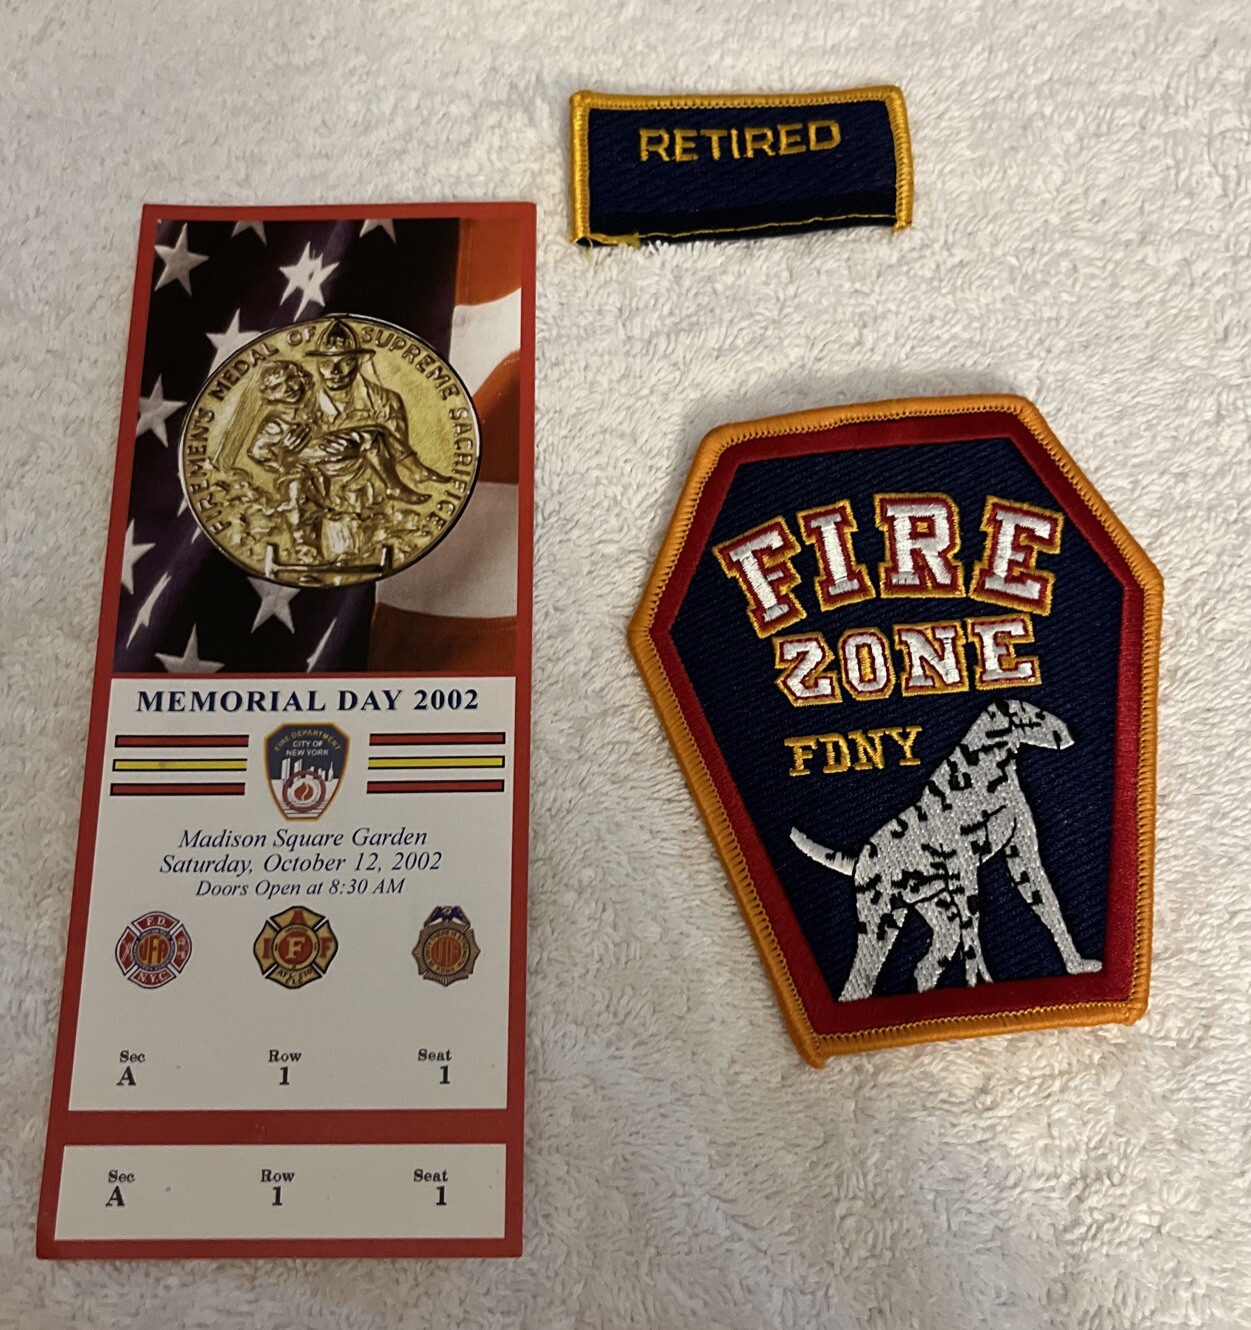 RETIRED
FIREMEN'S MEDAL OF SUPREME SACRIFICE
MEMORIAL DAY 2002
FIRE DEPARTMENT
CITY OF
NEW YORK
Madison Square Garden
Saturday, October 12, 2002
Doors Open at 8:30 AM
F.D.
UFA
N.Y.C.
I A F F
Sec Row Seat
A 1 1
Sec Row Seat
A 1 1
FIRE
ZONE
FDNY